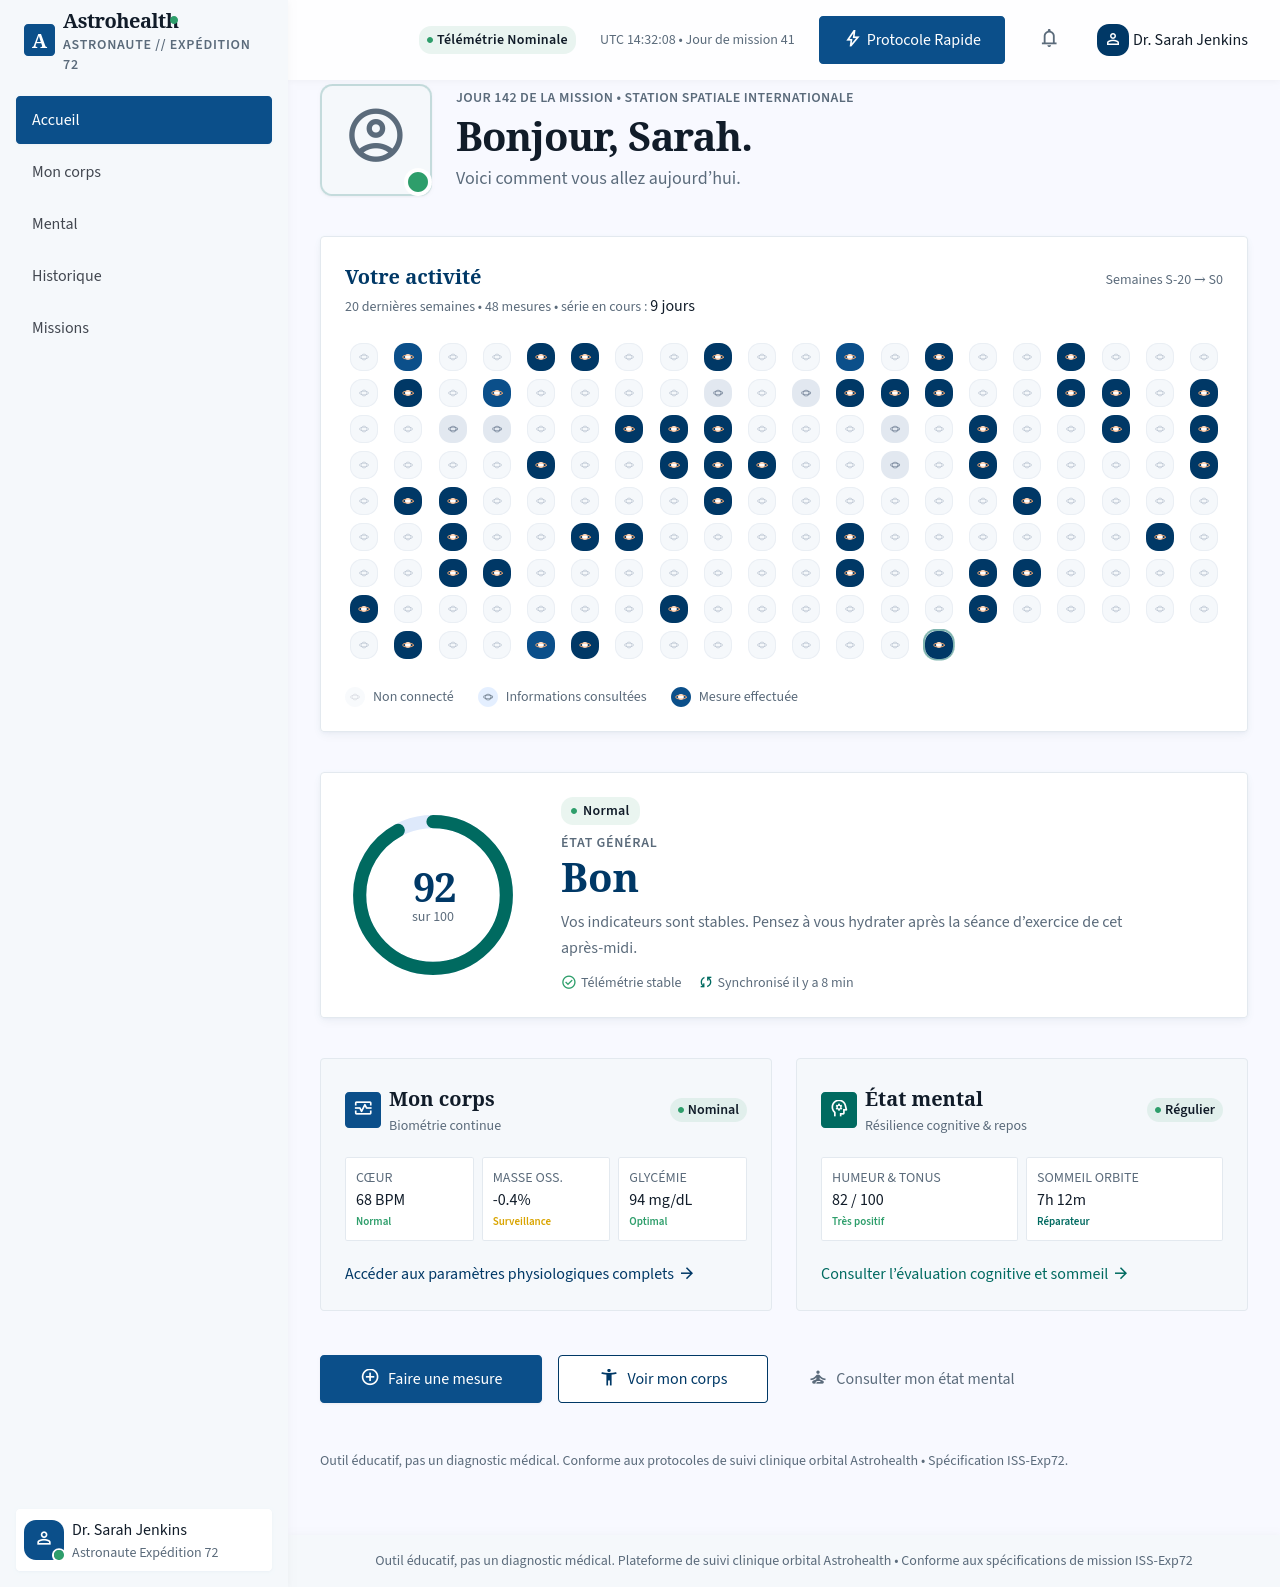 A
Astrohealth
ASTRONAUTE // EXPÉDITION
72
Accueil
Mon corps
Mental
Historique
Missions
Dr. Sarah Jenkins
Astronaute Expédition 72
Télémétrie Nominale
UTC 14:32:08 • Jour de mission 41
Protocole Rapide
Dr. Sarah Jenkins
JOUR 142 DE LA MISSION • STATION SPATIALE INTERNATIONALE
Bonjour, Sarah.
Voici comment vous allez aujourd’hui.
Votre activité
Semaines S-20 → S0
20 dernières semaines • 48 mesures • série en cours : 9 jours
Non connecté
Informations consultées
Mesure effectuée
92
sur 100
Normal
ÉTAT GÉNÉRAL
Bon
Vos indicateurs sont stables. Pensez à vous hydrater après la séance d’exercice de cet
après-midi.
Télémétrie stable
Synchronisé il y a 8 min
Mon corps
Biométrie continue
Nominal
CŒUR
68 BPM
Normal
MASSE OSS.
-0.4%
Surveillance
GLYCÉMIE
94 mg/dL
Optimal
Accéder aux paramètres physiologiques complets →
État mental
Résilience cognitive & repos
Régulier
HUMEUR & TONUS
82 / 100
Très positif
SOMMEIL ORBITE
7h 12m
Réparateur
Consulter l’évaluation cognitive et sommeil →
Faire une mesure
Voir mon corps
Consulter mon état mental
Outil éducatif, pas un diagnostic médical. Conforme aux protocoles de suivi clinique orbital Astrohealth • Spécification ISS-Exp72.
Outil éducatif, pas un diagnostic médical. Plateforme de suivi clinique orbital Astrohealth • Conforme aux spécifications de mission ISS-Exp72